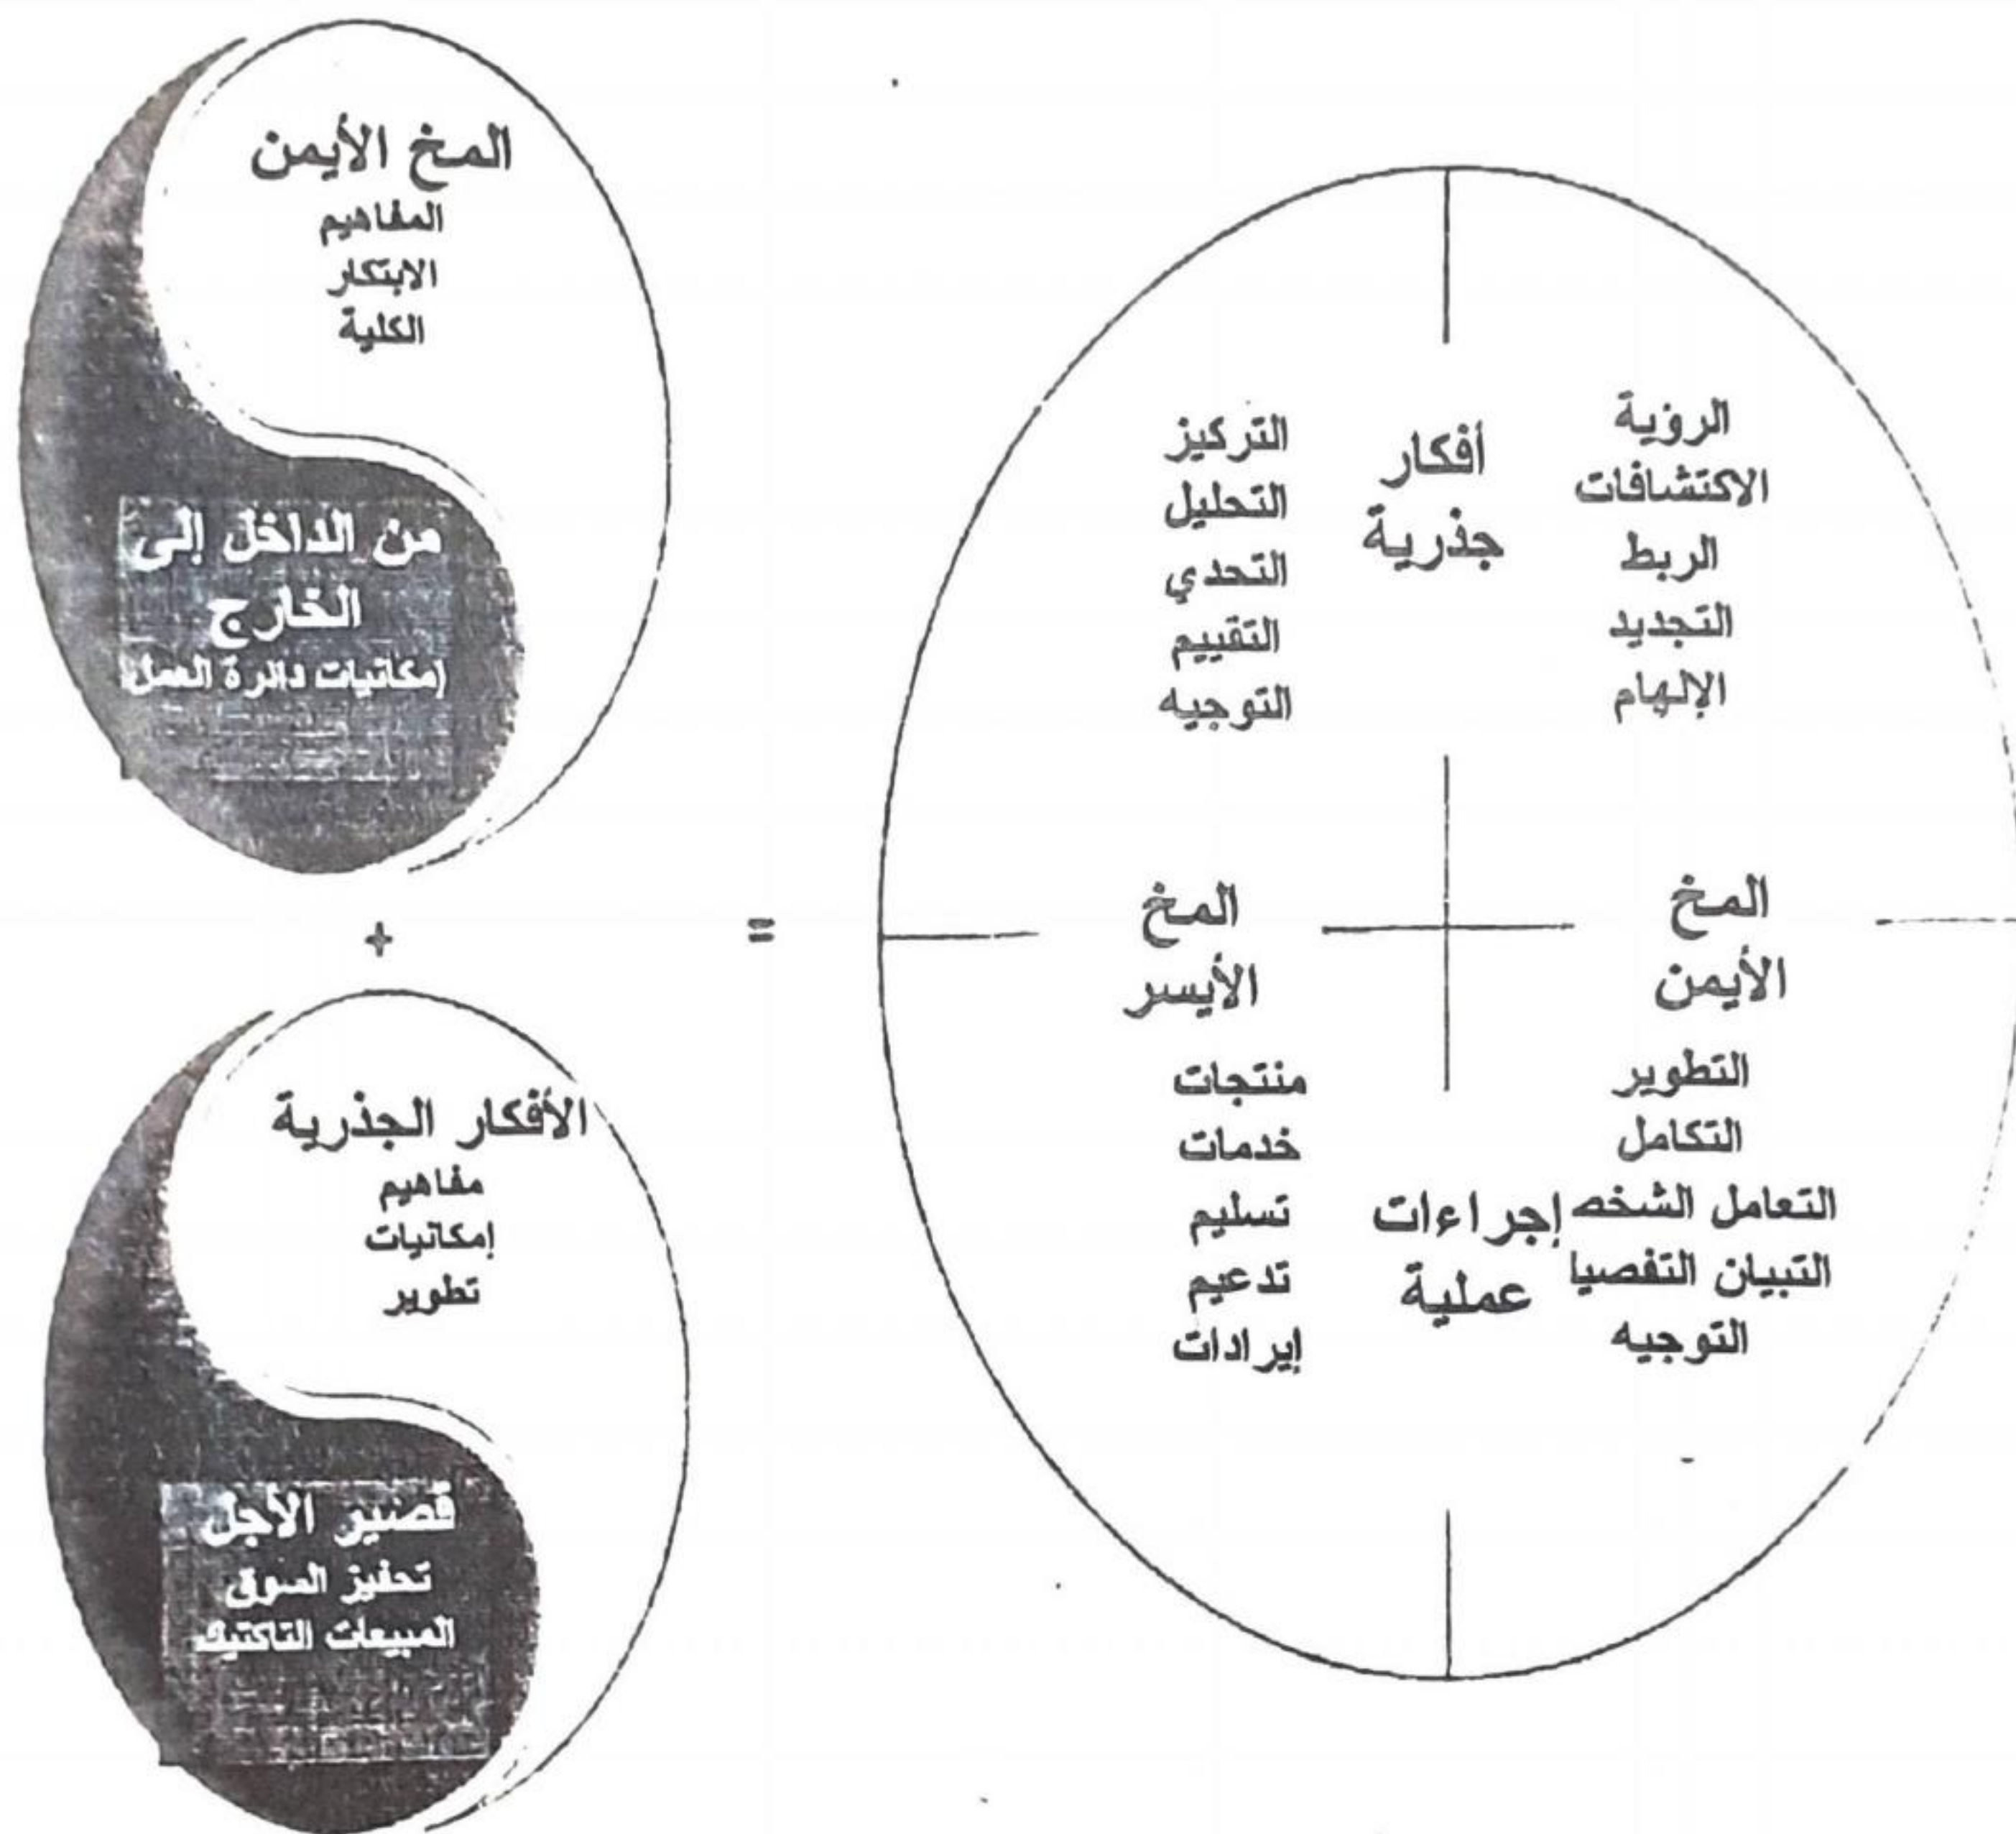 المخ الأيمن
المفاهيم
الابتكار
الكلية
من الداخل إلى
الخارج
إمكانيات دائرة العمل
+
الأفكار الجذرية
مفاهيم
إمكانيات
تطوير
قصير الأجل
تحفيز السوق
المبيعات التاكتيك
=
الرؤية
الاكتشافات
الربط
التجديد
الإلهام
أفكار
جذرية
التركيز
التحليل
التحدي
التقييم
التوجيه
المخ
الأيمن
المخ
الأيسر
التطوير
التكامل
التعامل الشخص
التبيان التفصيا
التوجيه
إجراءات
عملية
منتجات
خدمات
تسليم
تدعيم
إيرادات